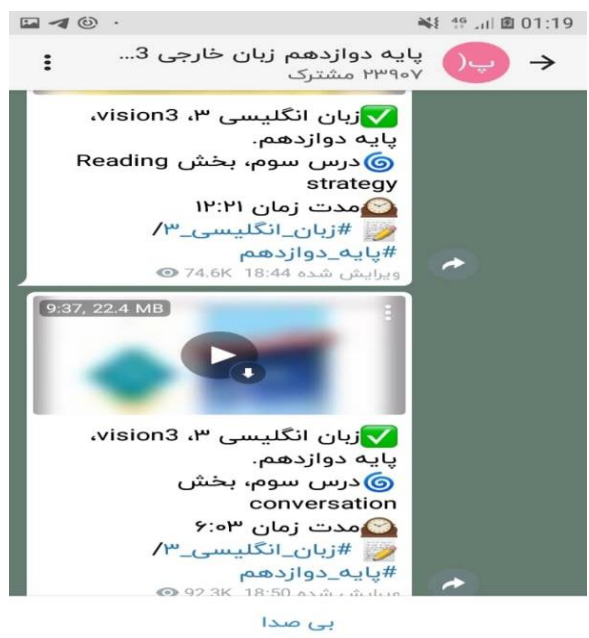 01:19
4G
پایه دوازدهم زبان خارجی 3...
۲۳۹۰۷ مشترک
پ(
✅زبان انگلیسی ۳، vision3،
پایه دوازدهم.
🌀درس سوم، بخش Reading
strategy
🕰مدت زمان ۱۲:۲۱
📝 #زبان_انگلیسی_۳/
#پایه_دوازدهم
ویرایش شده 18:44 74.6K
9:37, 22.4 MB
✅زبان انگلیسی ۳، vision3،
پایه دوازدهم.
🌀درس سوم، بخش
conversation
🕰مدت زمان ۶:۰۳
📝 #زبان_انگلیسی_۳/
#پایه_دوازدهم
ویرایش شده 18:50 92.3K
بی صدا